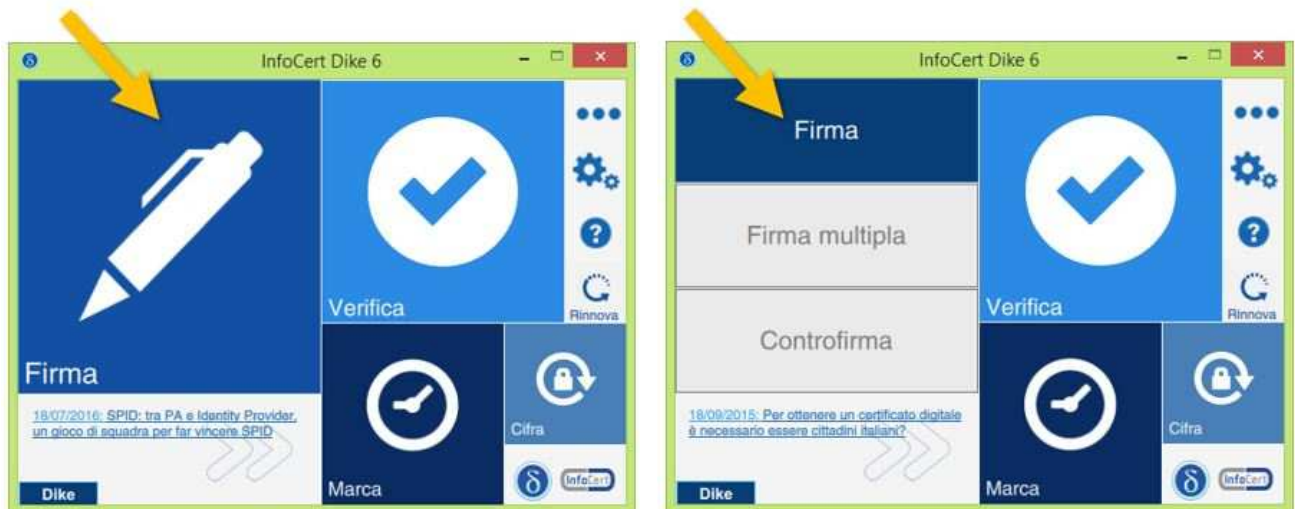 InfoCert Dike 6
Verifica
Rinnova
Firma
18/07/2016: SPID: tra PA e Identity Provider,
un gioco di squadra per far vincere SPID
Cifra
Dike
Marca
InfoCert
InfoCert Dike 6
Firma
Firma multipla
Controfirma
Verifica
Rinnova
18/09/2015: Per ottenere un certificato digitale
è necessario essere cittadini italiani?
Cifra
Dike
Marca
InfoCert